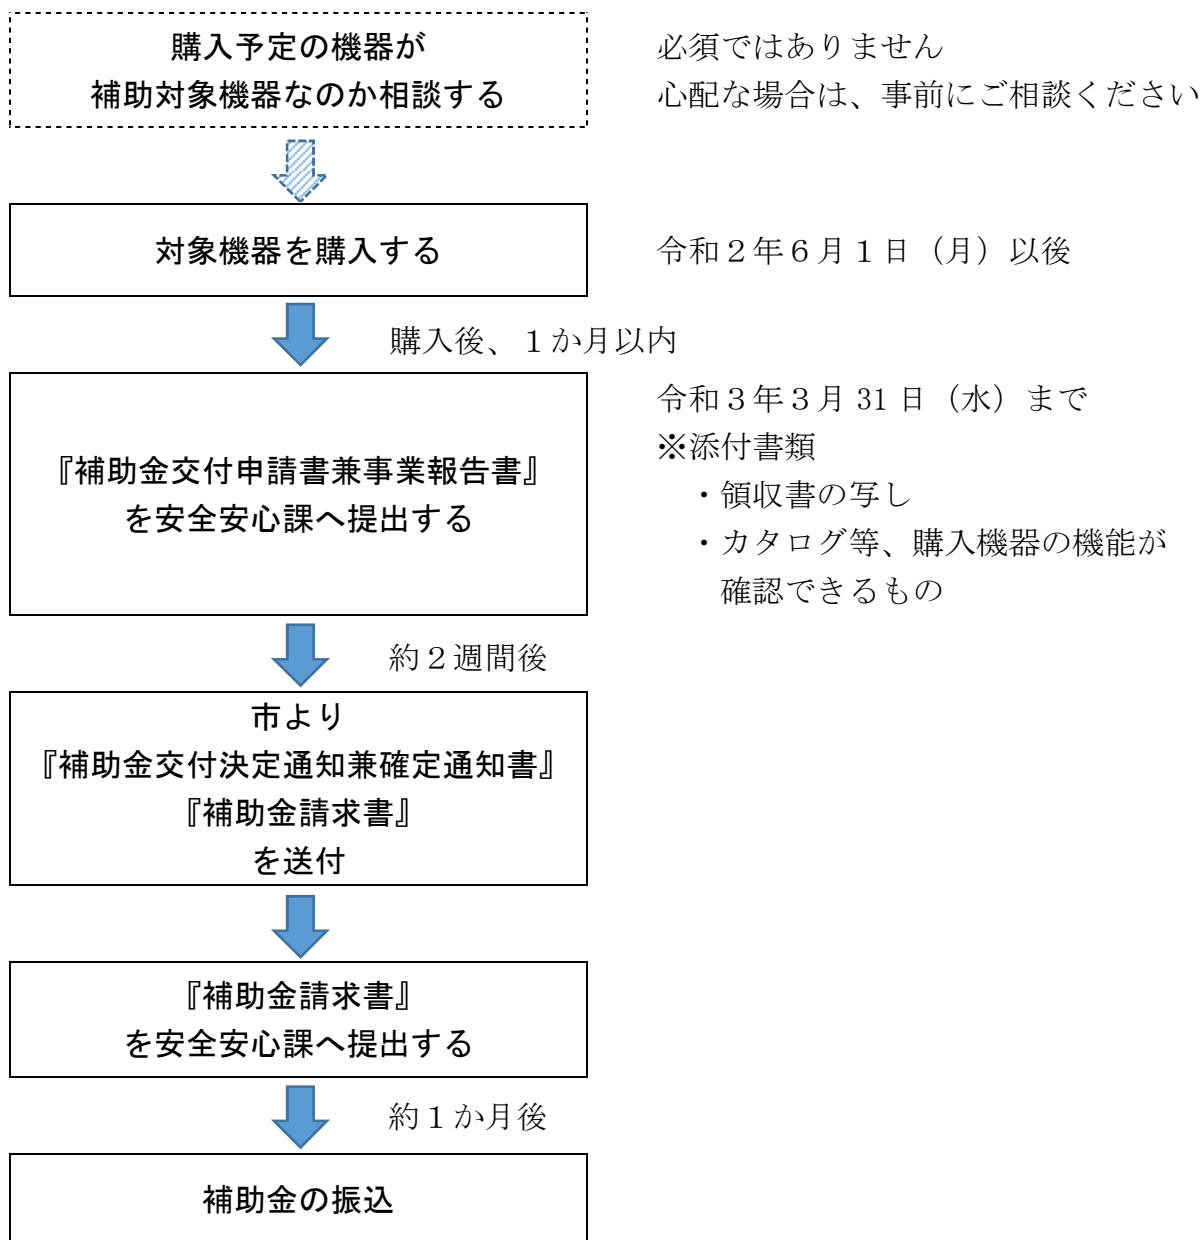 購入予定の機器が
補助対象機器なのか相談する
必須ではありません
心配な場合は、事前にご相談ください
対象機器を購入する
令和２年６月１日（月）以後
購入後、１か月以内
『補助金交付申請書兼事業報告書』
を安全安心課へ提出する
令和３年３月 31 日（水）まで
※添付書類
・領収書の写し
・カタログ等、購入機器の機能が
確認できるもの
約２週間後
市より
『補助金交付決定通知兼確定通知書』
『補助金請求書』
を送付
『補助金請求書』
を安全安心課へ提出する
約１か月後
補助金の振込